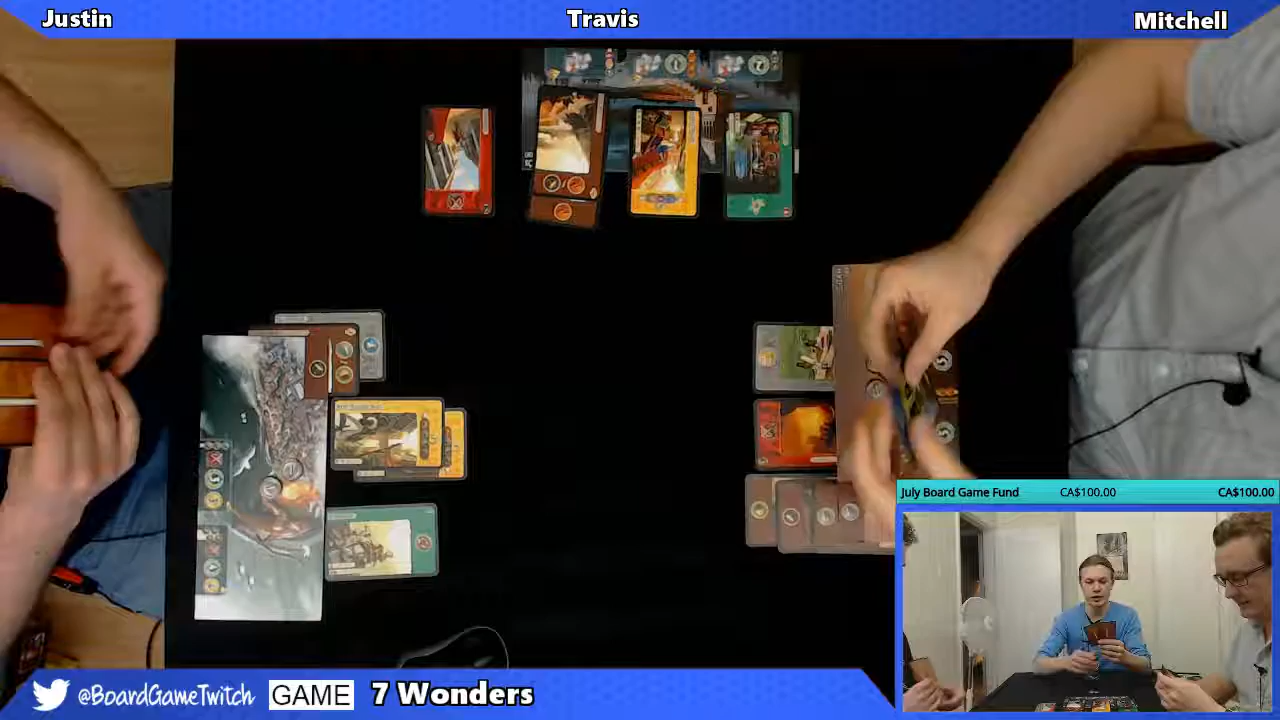 Justin
Travis
Mitchell
July Board Game Fund CA$100.00 CA$100.00
@BoardGameTwitch GAME 7 Wonders